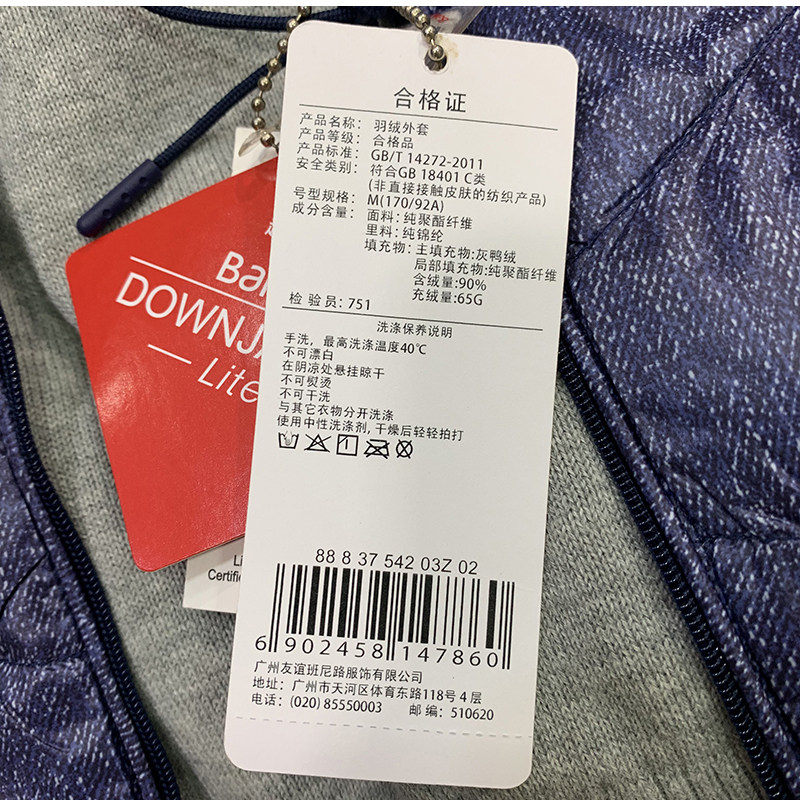 合格证
产品名称： 羽绒外套
产品等级： 合格品
产品标准： GB/T 14272-2011
安全类别： 符合GB 18401 C类
(非直接接触皮肤的纺织产品)
号型规格： M(170/92A)
成分含量： 面料：纯聚酯纤维
里料：纯锦纶
填充物：主填充物：灰鸭绒
局部填充物：纯聚酯纤维
含绒量：90%
充绒量：65G
检验员：751
洗涤保养说明
手洗，最高洗涤温度40℃
不可漂白
在阴凉处悬挂晾干
不可熨烫
不可干洗
与其它衣物分开洗涤
使用中性洗涤剂，干燥后轻轻拍打
88 8 37 542 03Z 02
6 902458 147860
广州友谊班尼路服饰有限公司
地址：广州市天河区体育东路118号4层
电话：(020) 85550003 邮编：510620
DOWNJ
Lite
Li
Certific